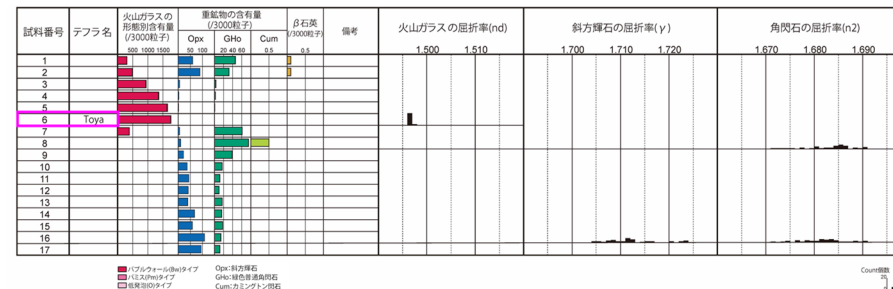 試料番号 テフラ名 火山ガラスの形態別含有量(/3000粒子) 重鉱物の含有量(/3000粒子) β石英(/3000粒子) 備考 火山ガラスの屈折率(nd) 斜方輝石の屈折率(γ) 角閃石の屈折率(n2)
Opx GHo Cum
500 1000 1500 50 100 20 40 60 0.5 0.5 1.500 1.510 1.700 1.710 1.720 1.670 1.680 1.690
1
2
3
4
5
6 Toya
7
8
9
10
11
12
13
14
15
16
17
バブルウォール(Bw)タイプ Opx:斜方輝石
パミス(Pm)タイプ GHo:緑色普通角閃石
低発泡(O)タイプ Cum:カミングトン閃石
Count個数
20
0